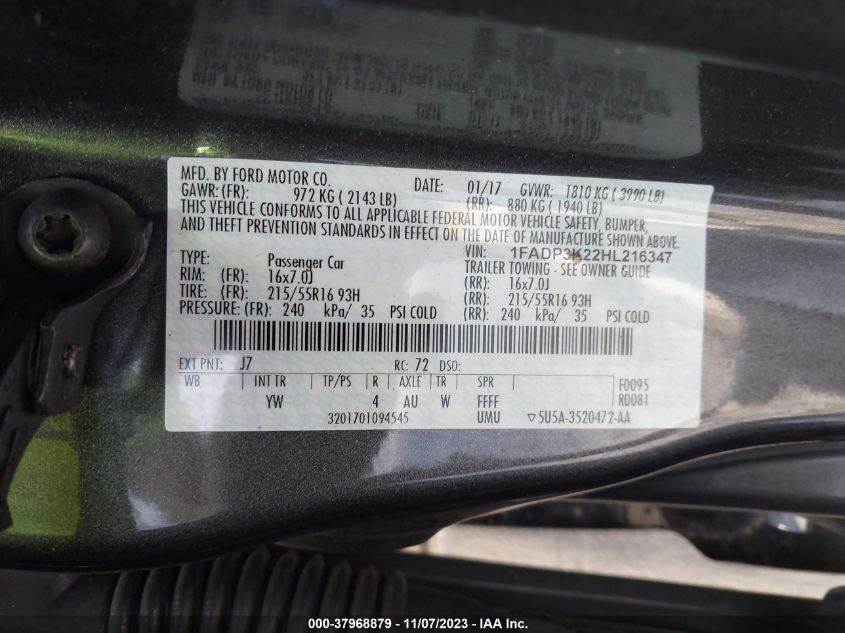 MFD. BY FORD MOTOR CO. DATE: 01/17 GVWR: 1810 KG ( 3990 LB)
GAWR: (FR): 972 KG ( 2143 LB) (RR): 880 KG ( 1940 LB)
THIS VEHICLE CONFORMS TO ALL APPLICABLE FEDERAL MOTOR VEHICLE SAFETY, BUMPER,
AND THEFT PREVENTION STANDARDS IN EFFECT ON THE DATE OF MANUFACTURE SHOWN ABOVE.
VIN: 1FADP3K22HL216347
TYPE: Passenger Car TRAILER TOWING - SEE OWNER GUIDE
RIM: (FR): 16x7.0J (RR): 16x7.0J
TIRE: (FR): 215/55R16 93H (RR): 215/55R16 93H
PRESSURE: (FR): 240 kPa/ 35 PSI COLD (RR): 240 kPa/ 35 PSI COLD
EXT PNT: J7 RC: 72 DSO:
WB INT TR TP/PS R AXLE TR SPR F0095
YW 4 AU W FFFF R0081
3201701094545 UMU ▽5U5A-3520472-AA
000-37968879 - 11/07/2023 - IAA Inc.